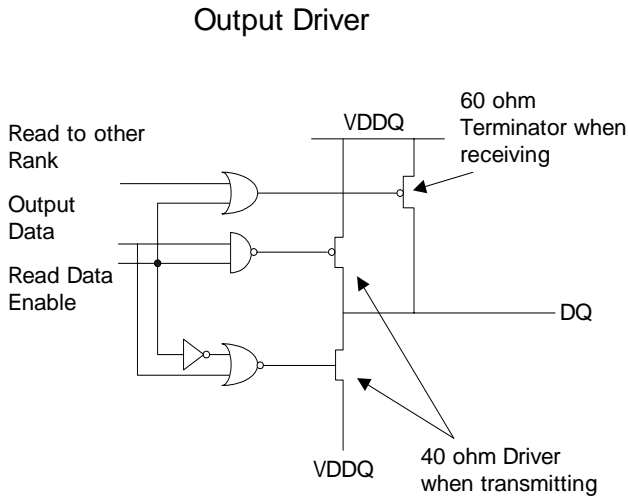 Output Driver
60 ohm
Terminator when
receiving
VDDQ
Read to other
Rank
Output
Data
Read Data
Enable
DQ
VDDQ
40 ohm Driver
when transmitting